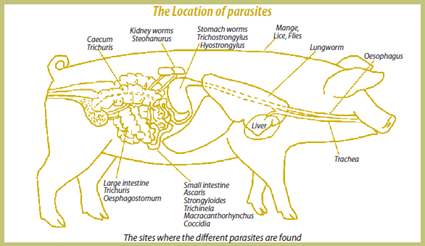 The Location of parasites
Caecum
Trichuris
Kidney worms
Steohanurus
Stomach worms
Trichostrongylus
Hyostrongylus
Mange,
Lice, Flies
Lungworm
Oesophagus
Liver
Trachea
Large intestine
Trichuris
Oesphagostomum
Small intestine
Ascaris
Strongyloides
Trichinela
Macracanthorhynchus
Coccidia
The sites where the different parasites are found